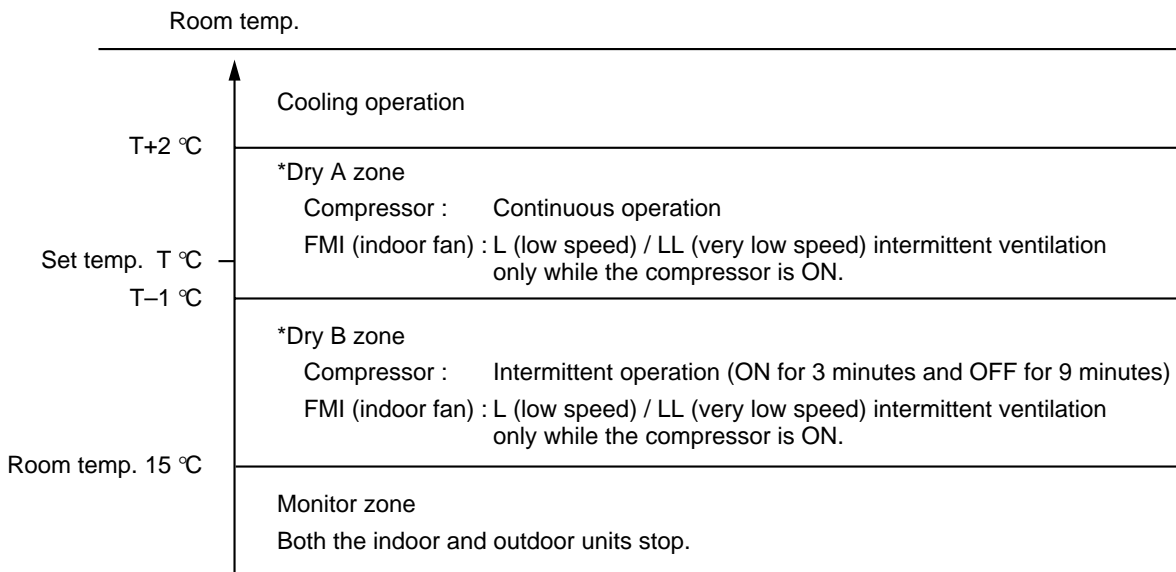 Room temp.
Cooling operation
T+2 °C
*Dry A zone
Compressor : Continuous operation
FMI (indoor fan) : L (low speed) / LL (very low speed) intermittent ventilation
only while the compressor is ON.
Set temp. T °C
T–1 °C
*Dry B zone
Compressor : Intermittent operation (ON for 3 minutes and OFF for 9 minutes)
FMI (indoor fan) : L (low speed) / LL (very low speed) intermittent ventilation
only while the compressor is ON.
Room temp. 15 °C
Monitor zone
Both the indoor and outdoor units stop.